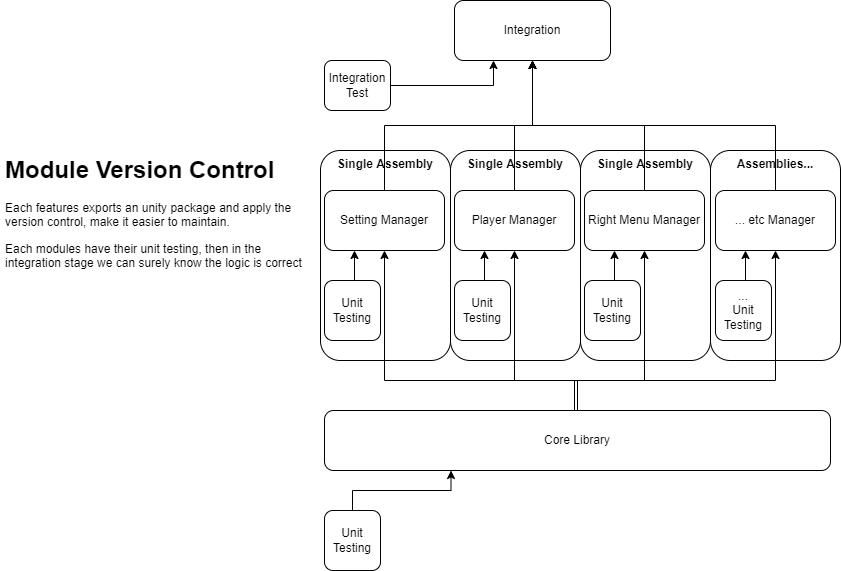 Integration
Integration
Test
Module Version Control
Each features exports an unity package and apply the
version control, make it easier to maintain.
Each modules have their unit testing, then in the
integration stage we can surely know the logic is correct
Single Assembly
Single Assembly
Single Assembly
Assemblies...
Setting Manager
Player Manager
Right Menu Manager
... etc Manager
Unit
Testing
Unit
Testing
Unit
Testing
...
Unit
Testing
Core Library
Unit
Testing